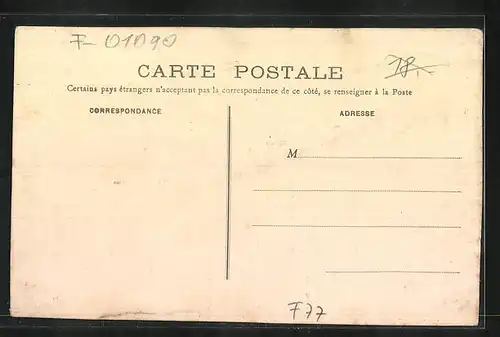 F-01090
CARTE POSTALE
Certains pays étrangers n'acceptant pas la correspondance de ce côté, se renseigner à la Poste
CORRESPONDANCE
ADRESSE
M
F77